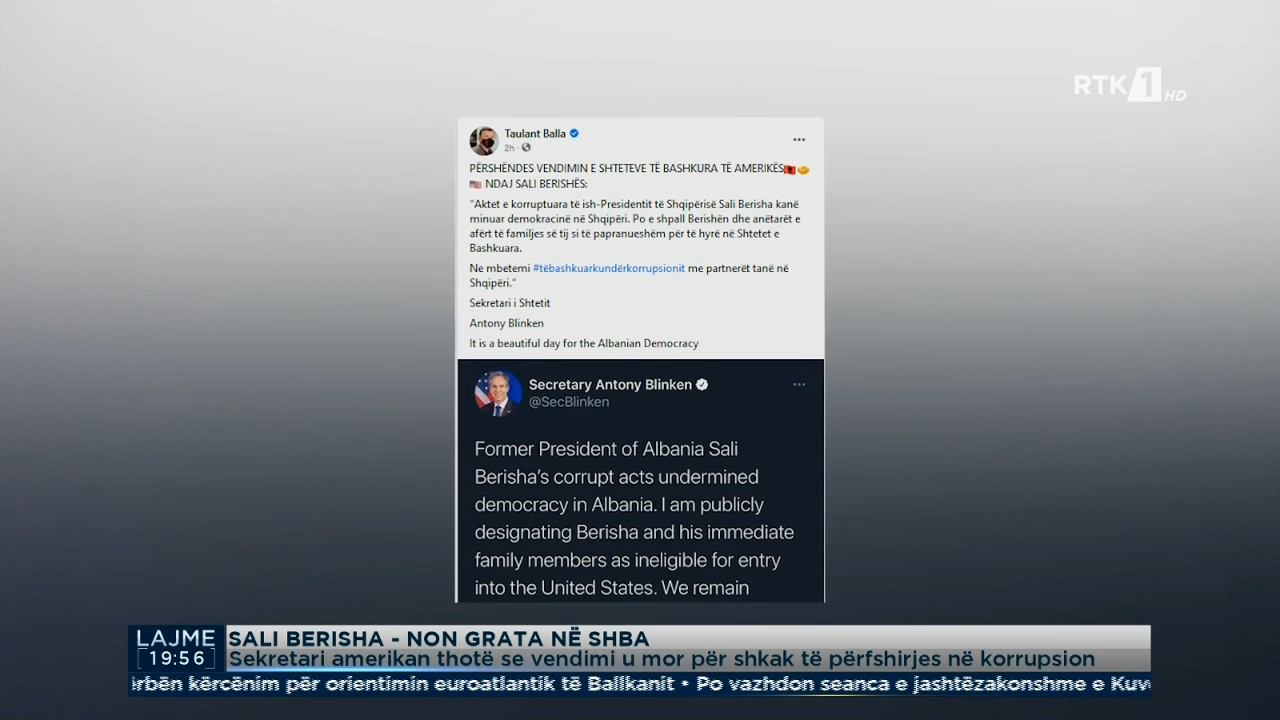 RTK 1 HD
Taulant Balla
2h
PËRSHËNDES VENDIMIN E SHTETEVE TË BASHKURA TË AMERIKËS
NDAJ SALI BERISHËS:
"Aktet e korruptuara të ish-Presidentit të Shqipërisë Sali Berisha kanë
minuar demokracinë në Shqipëri. Po e shpall Berishën dhe anëtarët e
afërt të familjes së tij si të papranueshëm për të hyrë në Shtetet e
Bashkuara.
Ne mbetemi #tëbashkuarkundërkorrupsionit me partnerët tanë në
Shqipëri."
Sekretari i Shtetit
Antony Blinken
It is a beautiful day for the Albanian Democracy
Secretary Antony Blinken
@SecBlinken
Former President of Albania Sali
Berisha's corrupt acts undermined
democracy in Albania. I am publicly
designating Berisha and his immediate
family members as ineligible for entry
into the United States. We remain
LAJME
19:56
SALI BERISHA - NON GRATA NË SHBA
Sekretari amerikan thotë se vendimi u mor për shkak të përfshirjes në korrupsion
kërcënim për orientimin euroatlantik të Ballkanit • Po vazhdon seanca e jashtëzakonshme e